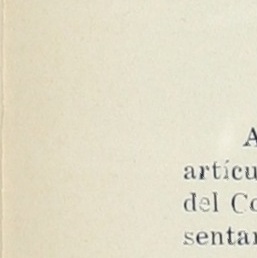 A
artícu
del Co
sentar